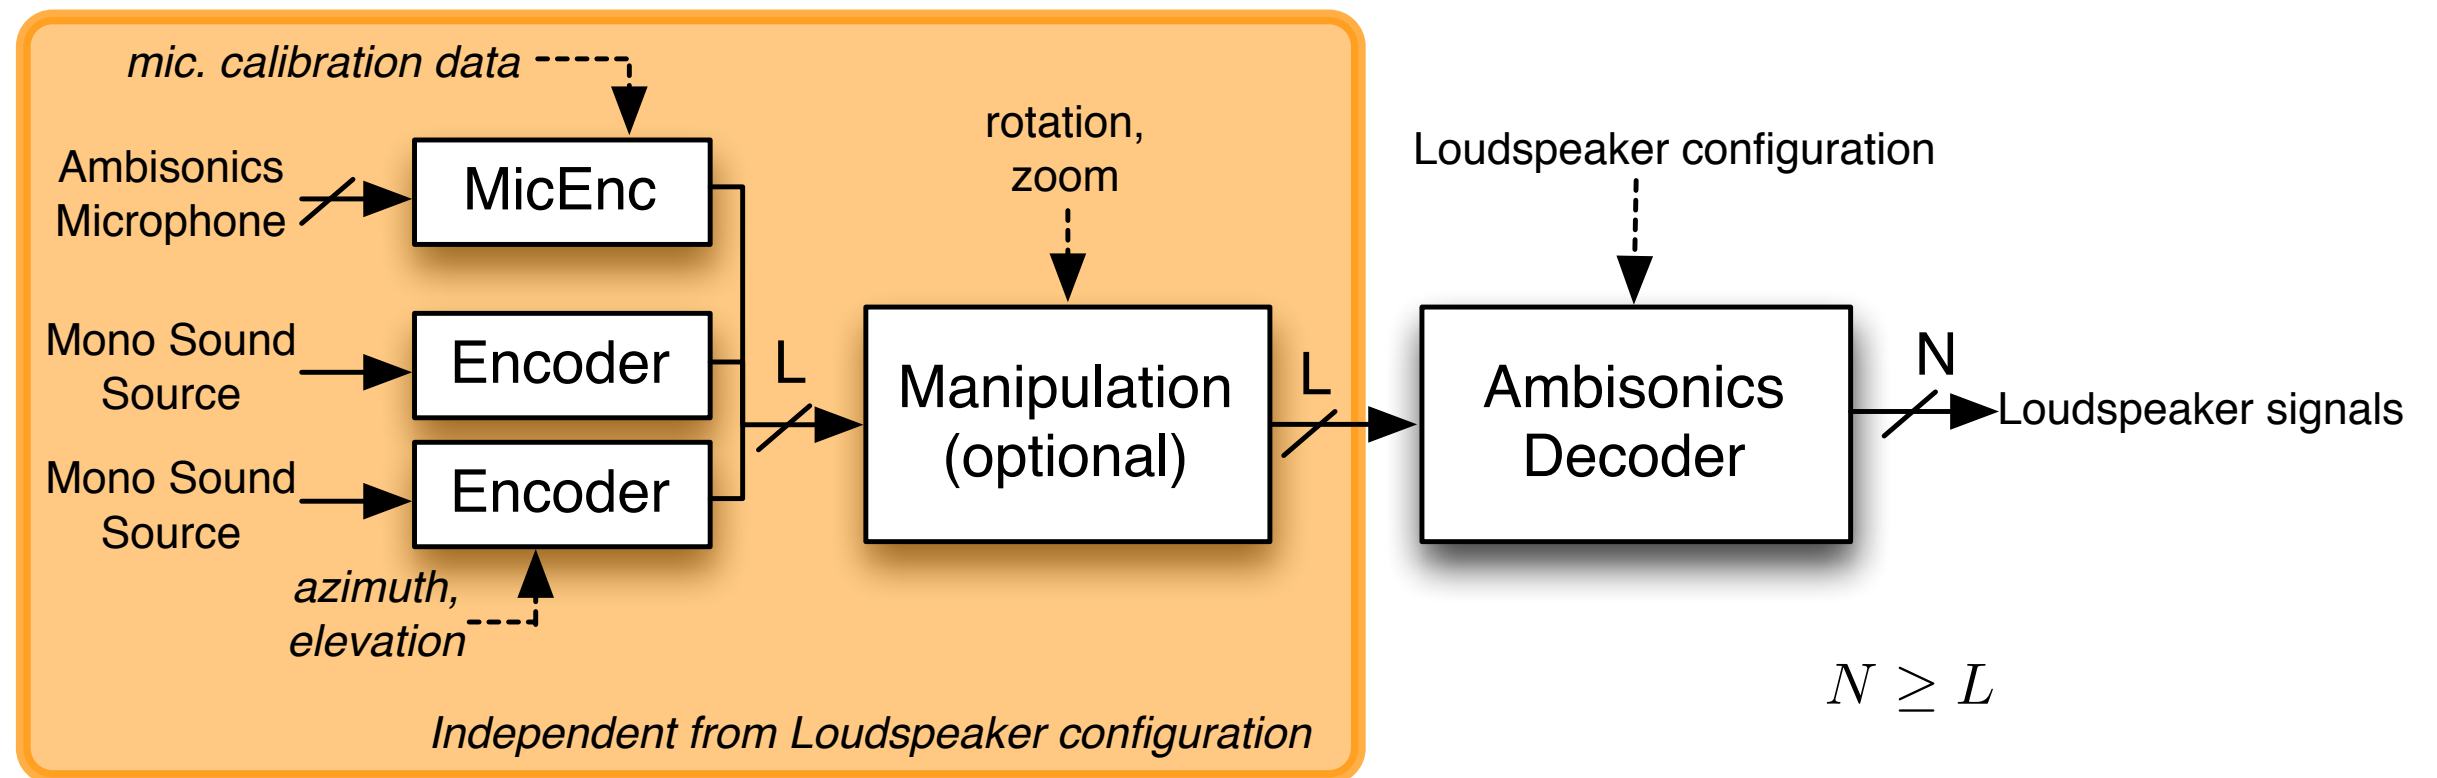 mic. calibration data
Ambisonics
Microphone
MicEnc
Mono Sound
Source
Encoder
Mono Sound
Source
Encoder
azimuth,
elevation
L
rotation,
zoom
Manipulation
(optional)
L
Independent from Loudspeaker configuration
Loudspeaker configuration
Ambisonics
Decoder
N
Loudspeaker signals
N ≥ L